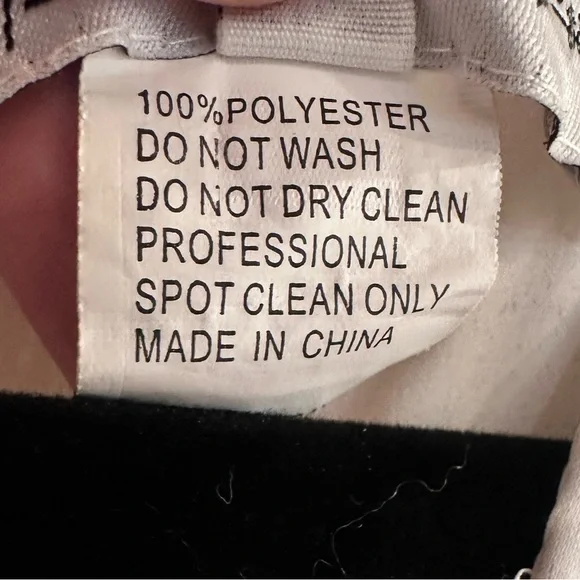 100% POLYESTER
DO NOT WASH
DO NOT DRY CLEAN
PROFESSIONAL
SPOT CLEAN ONLY
MADE IN CHINA